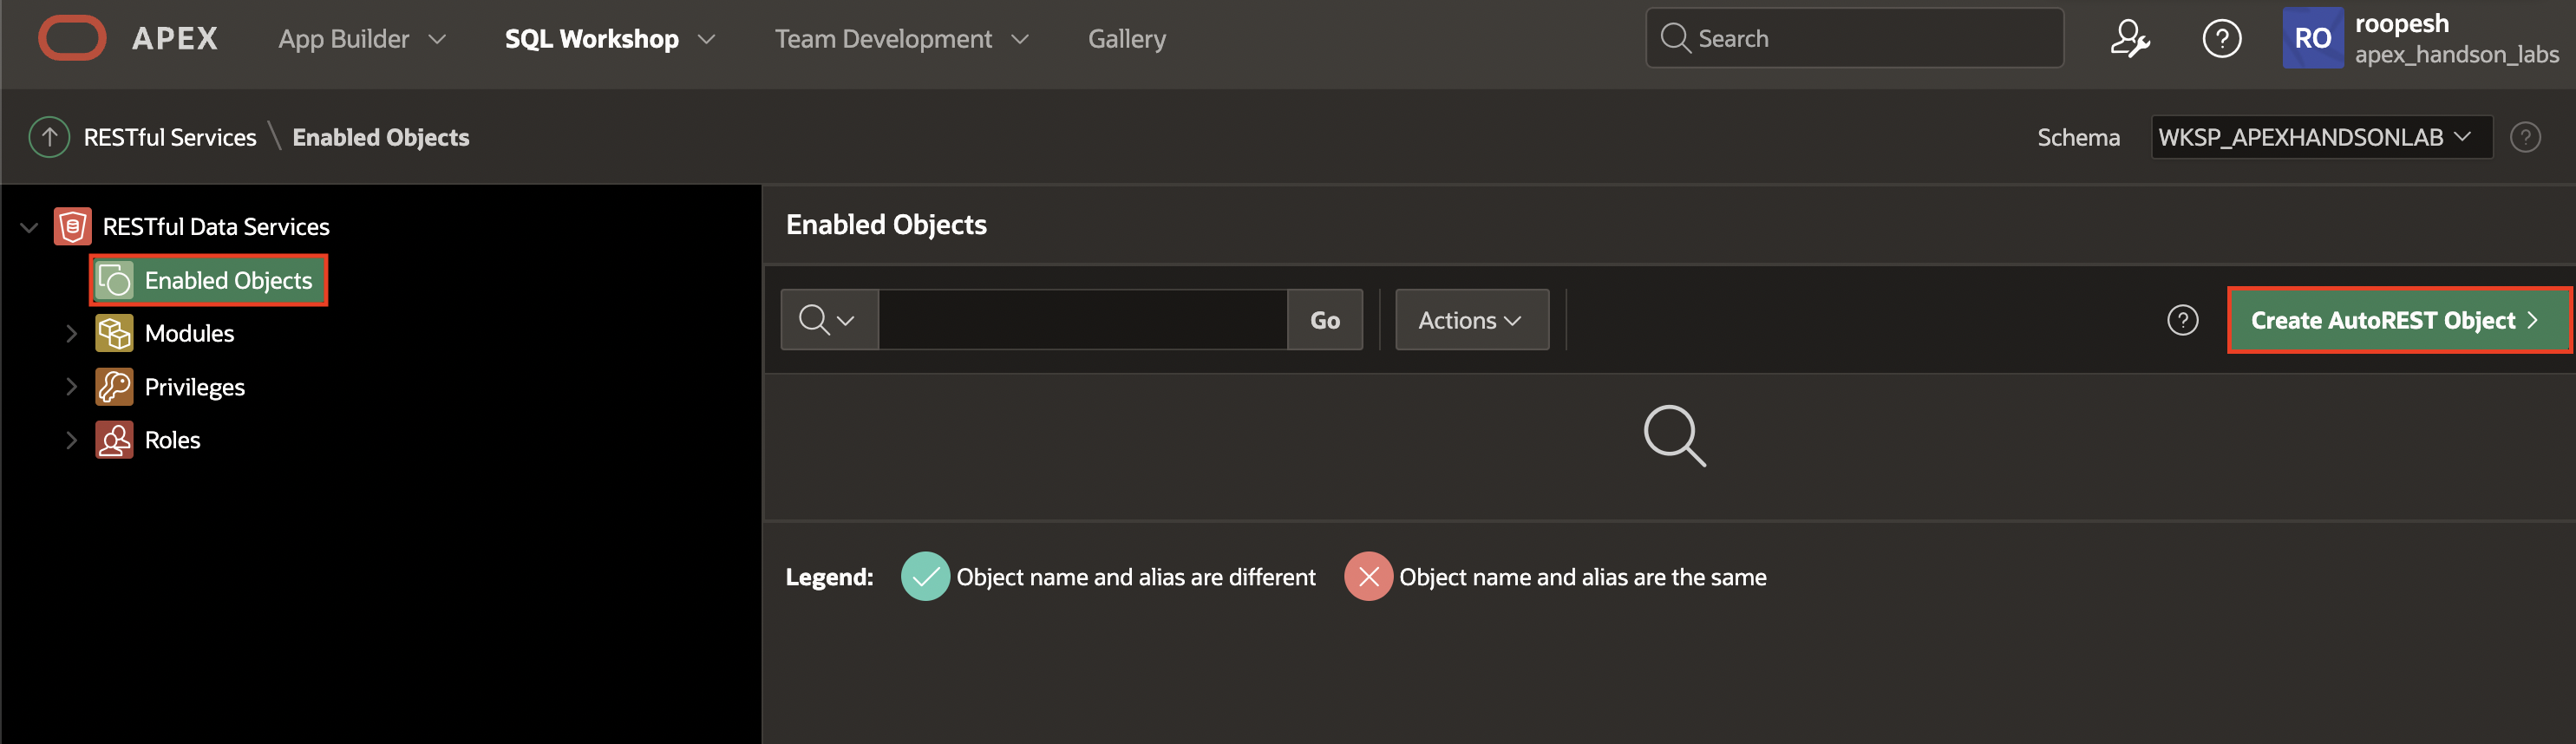 APEX App Builder SQL Workshop Team Development Gallery Search RO roopesh
apex_handson_labs
RESTful Services \ Enabled Objects Schema WKSP_APEXHANDSONLAB ?
RESTful Data Services
Enabled Objects
Modules
Privileges
Roles
Enabled Objects
Go Actions ? Create AutoREST Object >
Legend: Object name and alias are different Object name and alias are the same